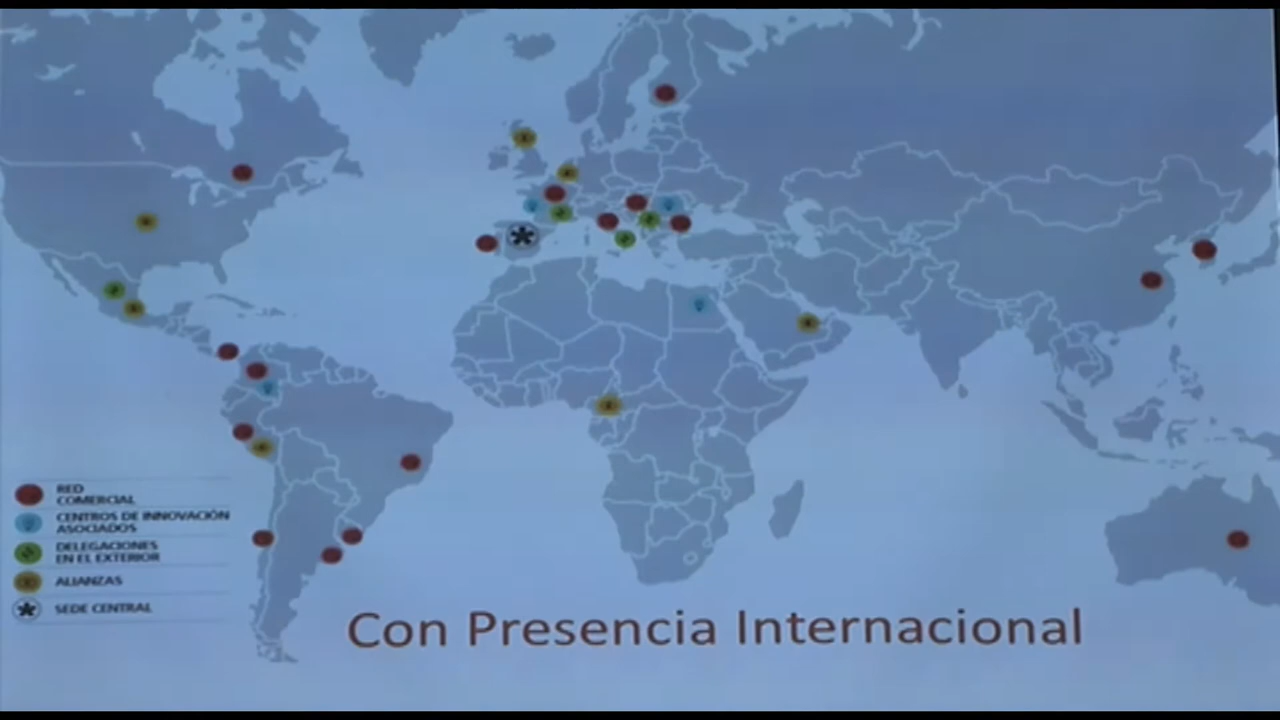 RED
COMERCIAL
CENTROS DE INNOVACIÓN
ASOCIADOS
DELEGACIONES
EN EL EXTERIOR
ALIANZAS
SEDE CENTRAL
Con Presencia Internacional